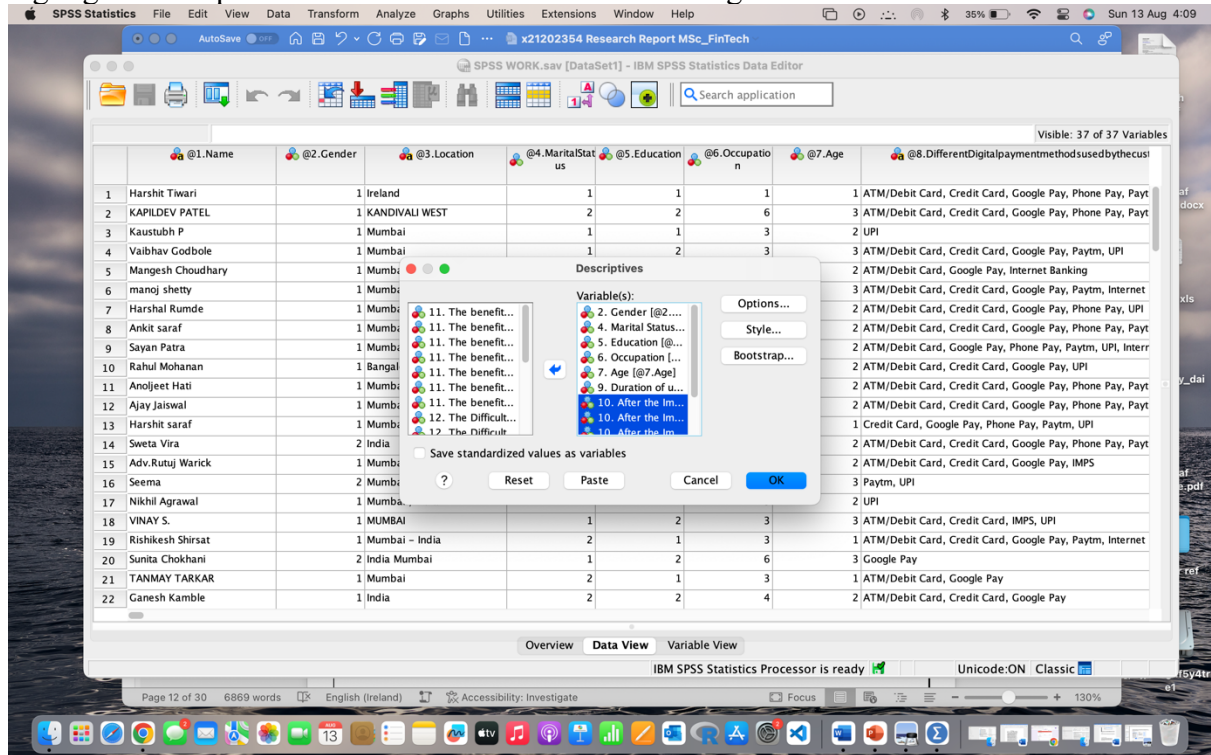 SPSS Statistics File Edit View Data Transform Analyze Graphs Utilities Extensions Window Help 35% Sun 13 Aug 4:09
AutoSave OFF x21202354 Research Report MSc_FinTech
SPSS WORK.sav [DataSet1] - IBM SPSS Statistics Data Editor
Search application
Visible: 37 of 37 Variables
@1.Name @2.Gender @3.Location @4.MaritalStatus @5.Education @6.Occupation @7.Age @8.DifferentDigitalpaymentmethodsusedbythecust
1 Harshit Tiwari 1 Ireland 1 1 1 1 ATM/Debit Card, Credit Card, Google Pay, Phone Pay, Payt
2 KAPILDEV PATEL 1 KANDIVALI WEST 2 2 6 3 ATM/Debit Card, Credit Card, Google Pay, Phone Pay, Payt
3 Kaustubh P 1 Mumbai 1 1 3 2 UPI
4 Vaibhav Godbole 1 Mumbai 1 2 3 3 ATM/Debit Card, Credit Card, Google Pay, Paytm, UPI
5 Mangesh Choudhary 1 Mumba 2 ATM/Debit Card, Google Pay, Internet Banking
6 manoj shetty 1 Mumba 3 ATM/Debit Card, Credit Card, Google Pay, Paytm, Internet
7 Harshal Rumde 1 Mumba 2 ATM/Debit Card, Credit Card, Google Pay, Phone Pay, UPI
8 Ankit saraf 1 Mumba 2 ATM/Debit Card, Credit Card, Google Pay, Phone Pay, Payt
9 Sayan Patra 1 Mumba 2 ATM/Debit Card, Google Pay, Phone Pay, Paytm, UPI, Interr
10 Rahul Mohanan 1 Bangal 2 ATM/Debit Card, Credit Card, Google Pay, UPI
11 Anoljeet Hati 1 Mumba 2 ATM/Debit Card, Credit Card, Google Pay, Phone Pay, Payt
12 Ajay Jaiswal 1 Mumba 2 ATM/Debit Card, Credit Card, Google Pay, Phone Pay, Payt
13 Harshit saraf 1 Mumba 1 Credit Card, Google Pay, Phone Pay, Paytm, UPI
14 Sweta Vira 2 India 2 ATM/Debit Card, Credit Card, Google Pay, Phone Pay, Payt
15 Adv.Rutuj Warick 1 Mumba 2 ATM/Debit Card, Credit Card, Google Pay, IMPS
16 Seema 2 Mumba 3 Paytm, UPI
17 Nikhil Agrawal 1 Mumba 2 UPI
18 VINAY S. 1 MUMBAI 1 2 3 3 ATM/Debit Card, Credit Card, IMPS, UPI
19 Rishikesh Shirsat 1 Mumbai – India 2 1 3 1 ATM/Debit Card, Credit Card, Google Pay, Paytm, Internet
20 Sunita Chokhani 2 India Mumbai 1 2 6 3 Google Pay
21 TANMAY TARKAR 1 Mumbai 2 1 3 1 ATM/Debit Card, Google Pay
22 Ganesh Kamble 1 India 2 2 4 2 ATM/Debit Card, Credit Card, Google Pay
Descriptives
Variable(s):
11. The benefit...
11. The benefit...
11. The benefit...
11. The benefit...
11. The benefit...
11. The benefit...
11. The benefit...
12. The Difficult...
12. The Difficult
2. Gender [@2....
4. Marital Status...
5. Education [@...
6. Occupation [...
7. Age [@7.Age]
9. Duration of u...
10. After the Im...
10. After the Im...
10. After the Im
Options...
Style...
Bootstrap...
Save standardized values as variables
? Reset Paste Cancel OK
Overview Data View Variable View
IBM SPSS Statistics Processor is ready Unicode:ON Classic
Page 12 of 30 6869 words English (Ireland) Accessibility: Investigate Focus 130%
AUG
13
tv